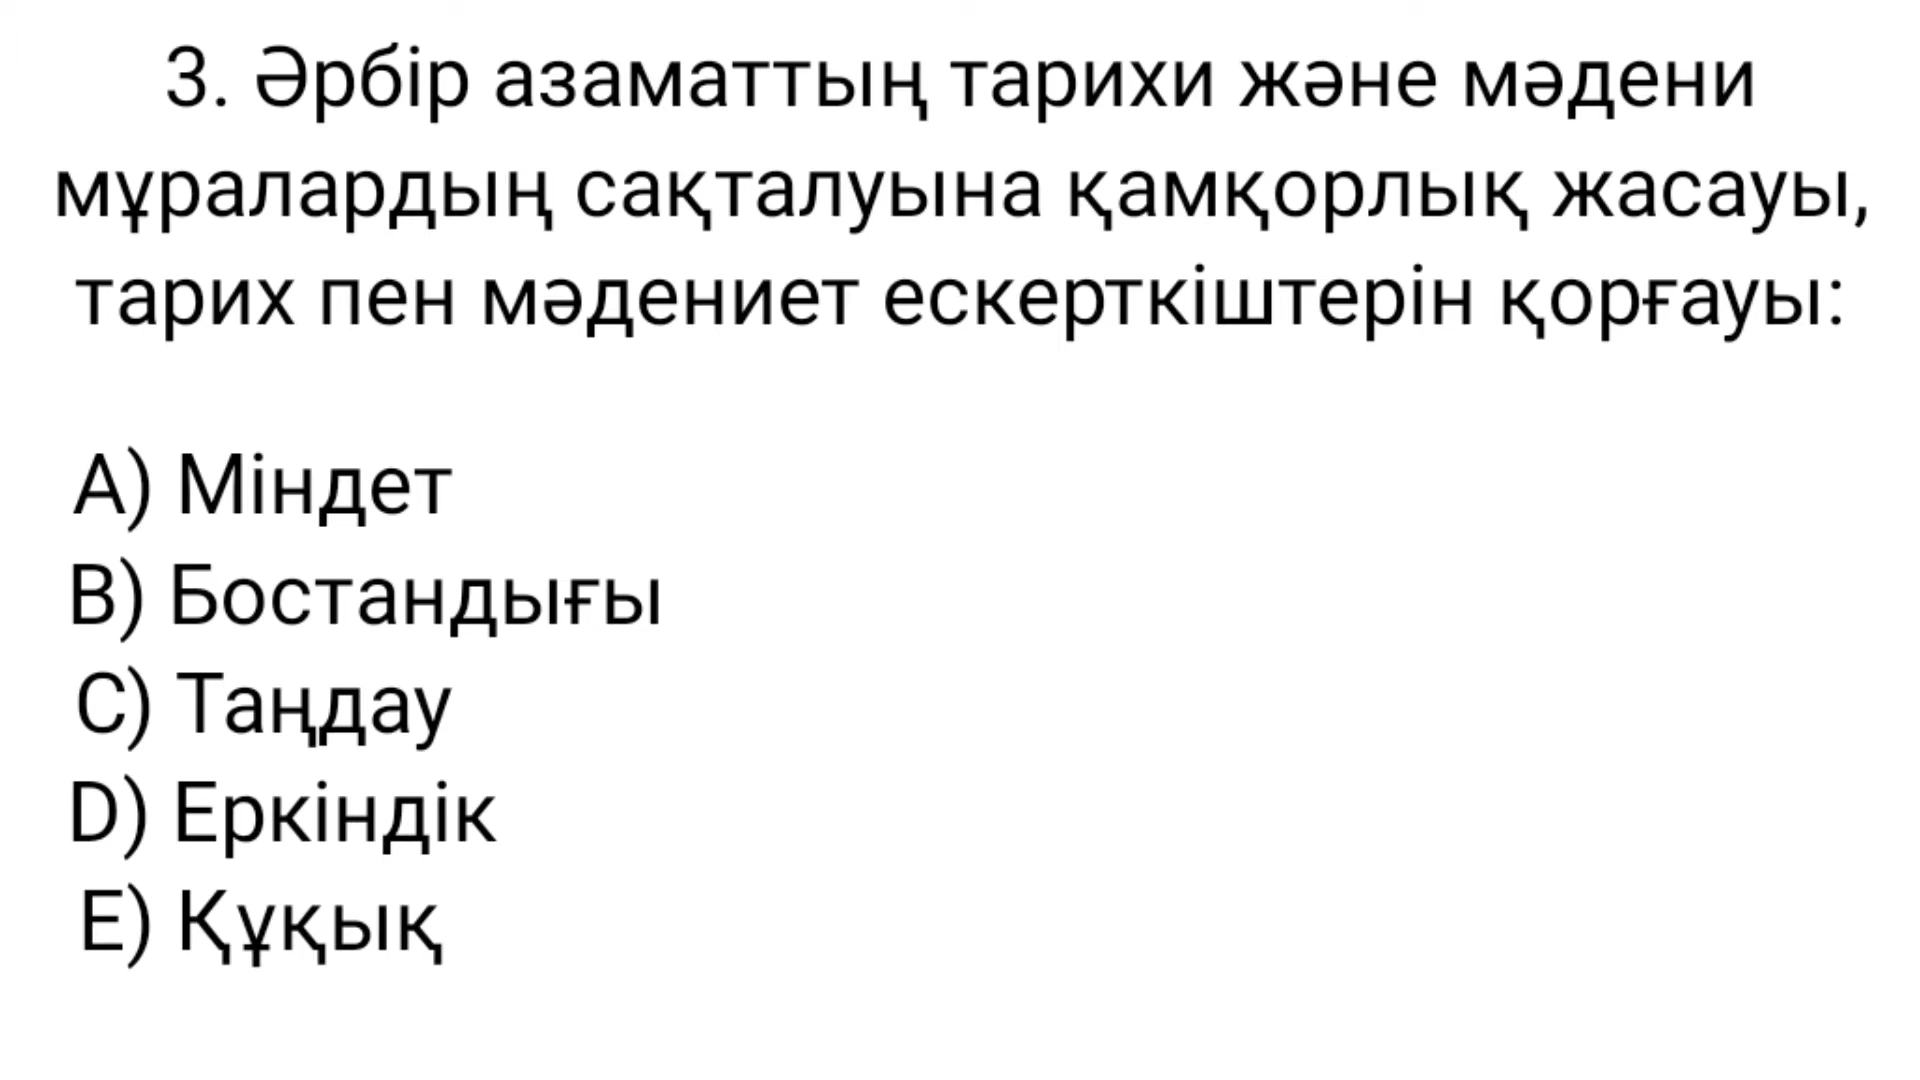 3. Әрбір азаматтың тарихи және мәдени
мұралардың сақталуына қамқорлық жасауы,
тарих пен мәдениет ескерткіштерін қорғауы:
A) Міндет
B) Бостандығы
C) Таңдау
D) Еркіндік
E) Құқық